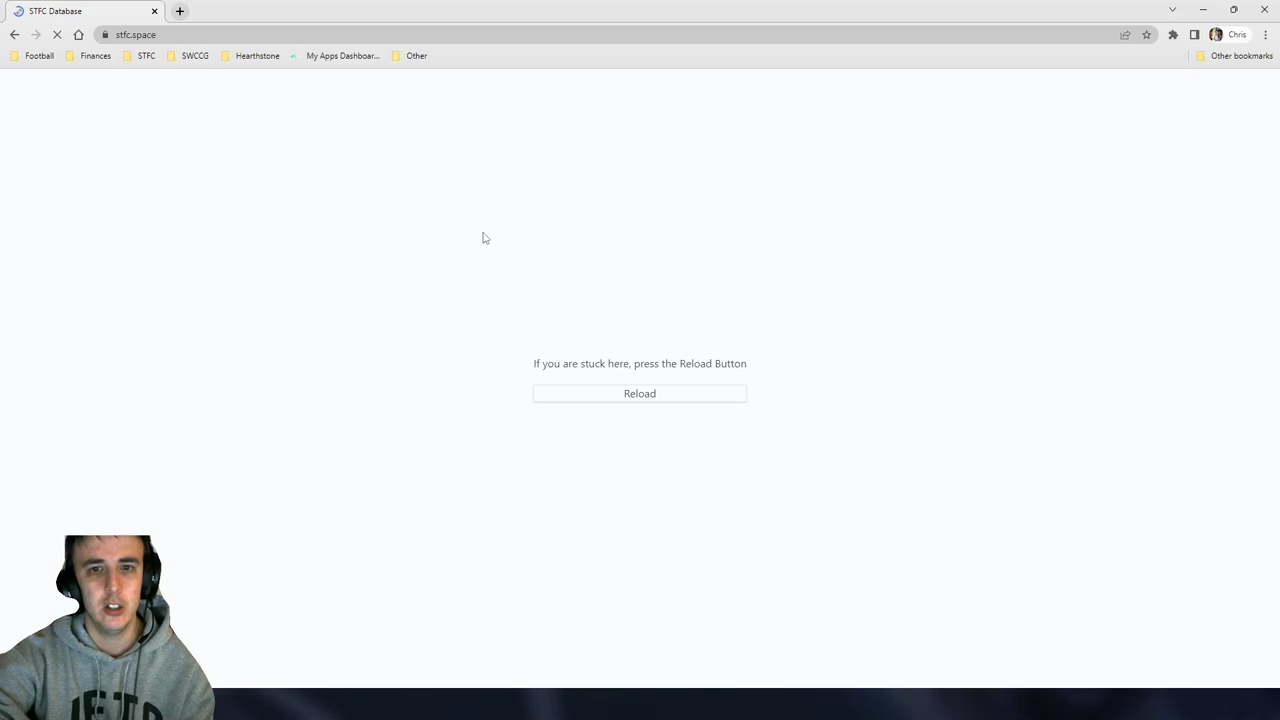 STFC Database
stfc.space
Chris
Football
Finances
STFC
SWCCG
Hearthstone
My Apps Dashboar...
Other
Other bookmarks
If you are stuck here, press the Reload Button
Reload